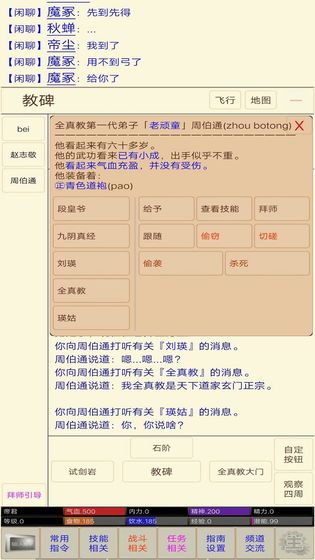 【闲聊】魔冢：先到先得
【闲聊】秋蝉：...
【闲聊】帝尘：我到了
【闲聊】魔冢：用不到弓了
【闲聊】魔冢：给你了
教碑
飞行
地图
bei
赵志敬
周伯通
全真教第一代弟子「老顽童」周伯通(zhou botong)
X
他看起来有六十多岁。
他的武功看来已有小成，出手似乎不重。
他看起来气血充盈，并没有受伤。
他装备着：
㊣青色道袍(pao)
段皇爷
给予
查看技能
拜师
九阴真经
跟随
偷窃
切磋
刘瑛
偷袭
杀死
全真教
瑛姑
你向周伯通打听有关『刘瑛』的消息。
周伯通说道：嗯...嗯...嗯？
你向周伯通打听有关『全真教』的消息。
周伯通说道：我全真教是天下道家玄门正宗。
你向周伯通打听有关『瑛姑』的消息。
周伯通说道：你，你说啥？
石阶
试剑岩
教碑
全真教大门
自定按钮
观察四周
拜师引导
帝君
气血.500
内力.0
精神.200
精力.0
等级.0
食物.185
饮水.185
经验.0
潜能.99
常用指令
技能相关
战斗相关
任务相关
指南设置
频道交流